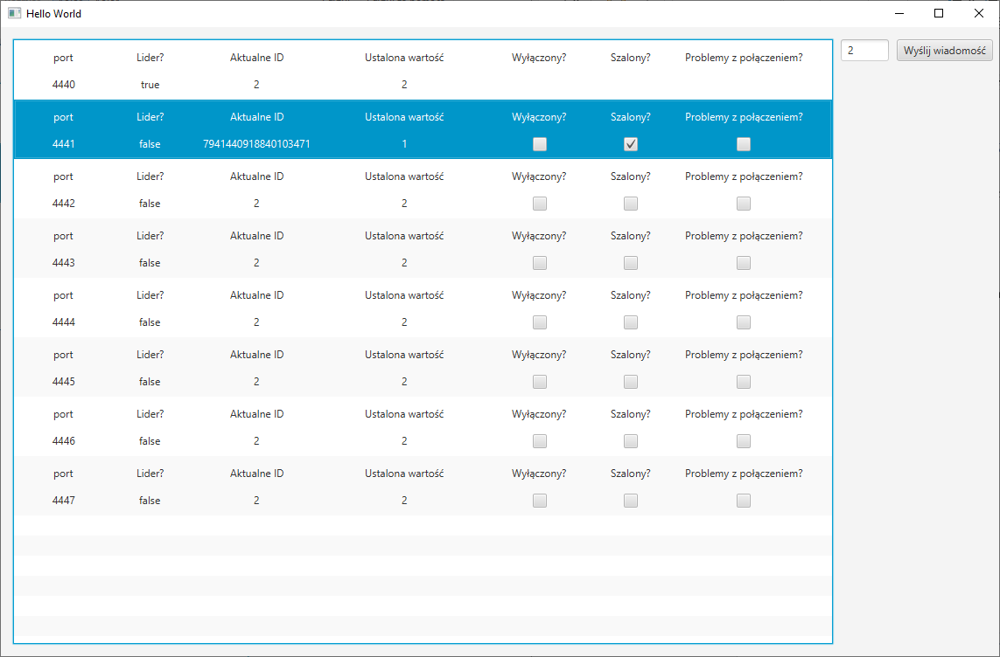 Hello World
port Lider? Aktualne ID Ustalona wartość Wyłączony? Szalony? Problemy z połączeniem? 2 Wyślij wiadomość
4440 true 2 2
port Lider? Aktualne ID Ustalona wartość Wyłączony? Szalony? Problemy z połączeniem?
4441 false 7941440918840103471 1
port Lider? Aktualne ID Ustalona wartość Wyłączony? Szalony? Problemy z połączeniem?
4442 false 2 2
port Lider? Aktualne ID Ustalona wartość Wyłączony? Szalony? Problemy z połączeniem?
4443 false 2 2
port Lider? Aktualne ID Ustalona wartość Wyłączony? Szalony? Problemy z połączeniem?
4444 false 2 2
port Lider? Aktualne ID Ustalona wartość Wyłączony? Szalony? Problemy z połączeniem?
4445 false 2 2
port Lider? Aktualne ID Ustalona wartość Wyłączony? Szalony? Problemy z połączeniem?
4446 false 2 2
port Lider? Aktualne ID Ustalona wartość Wyłączony? Szalony? Problemy z połączeniem?
4447 false 2 2